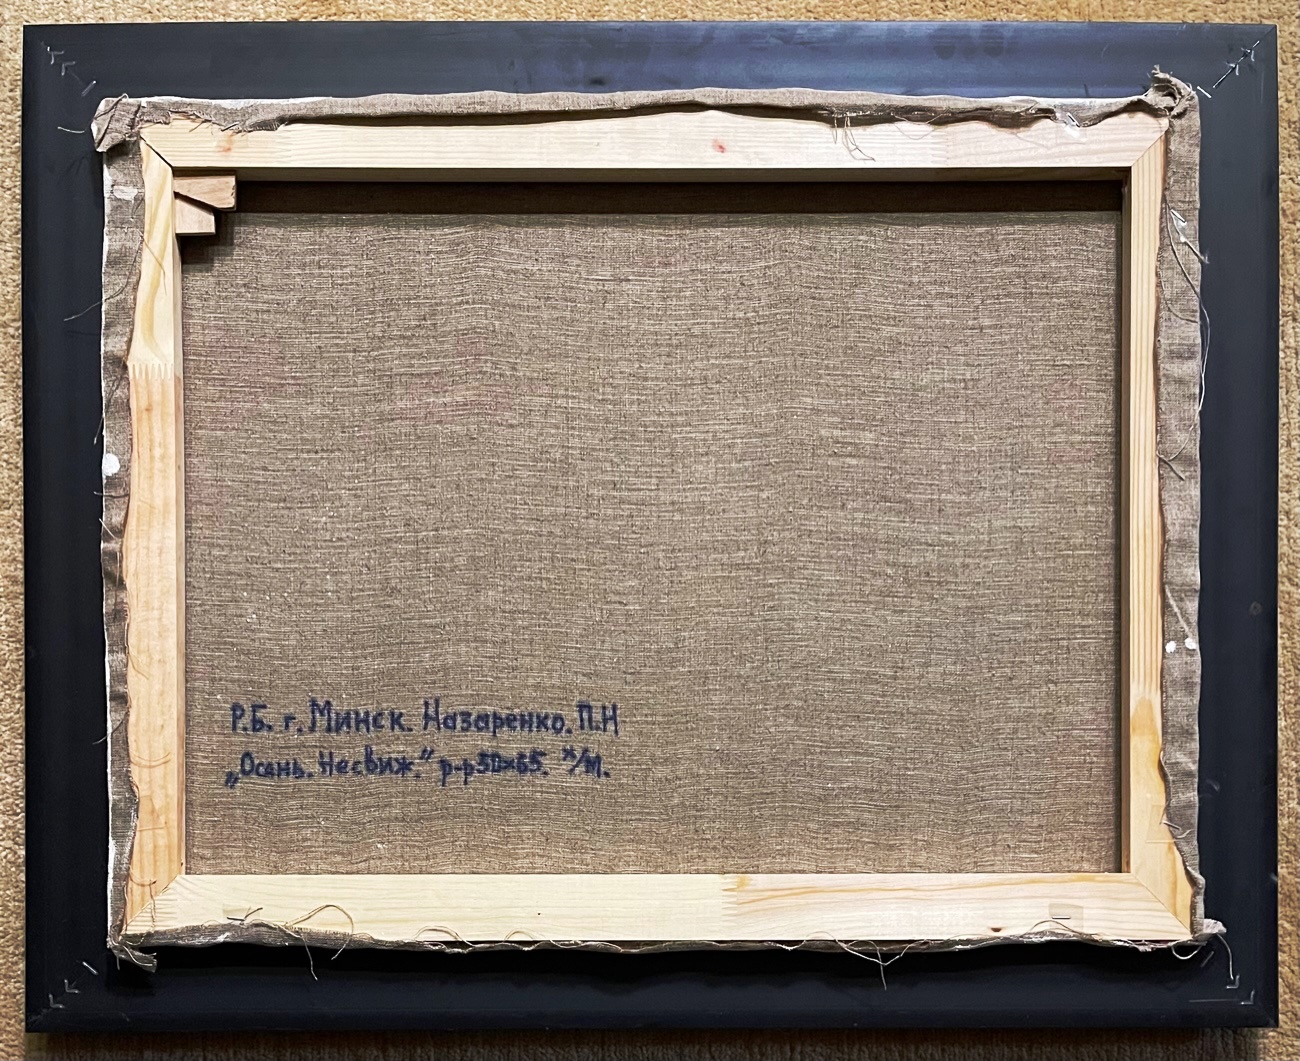 Р.Б. г. Минск. Назаренко. П.Н
„Осень. Несвиж.“ р-р 50×65. х/м.